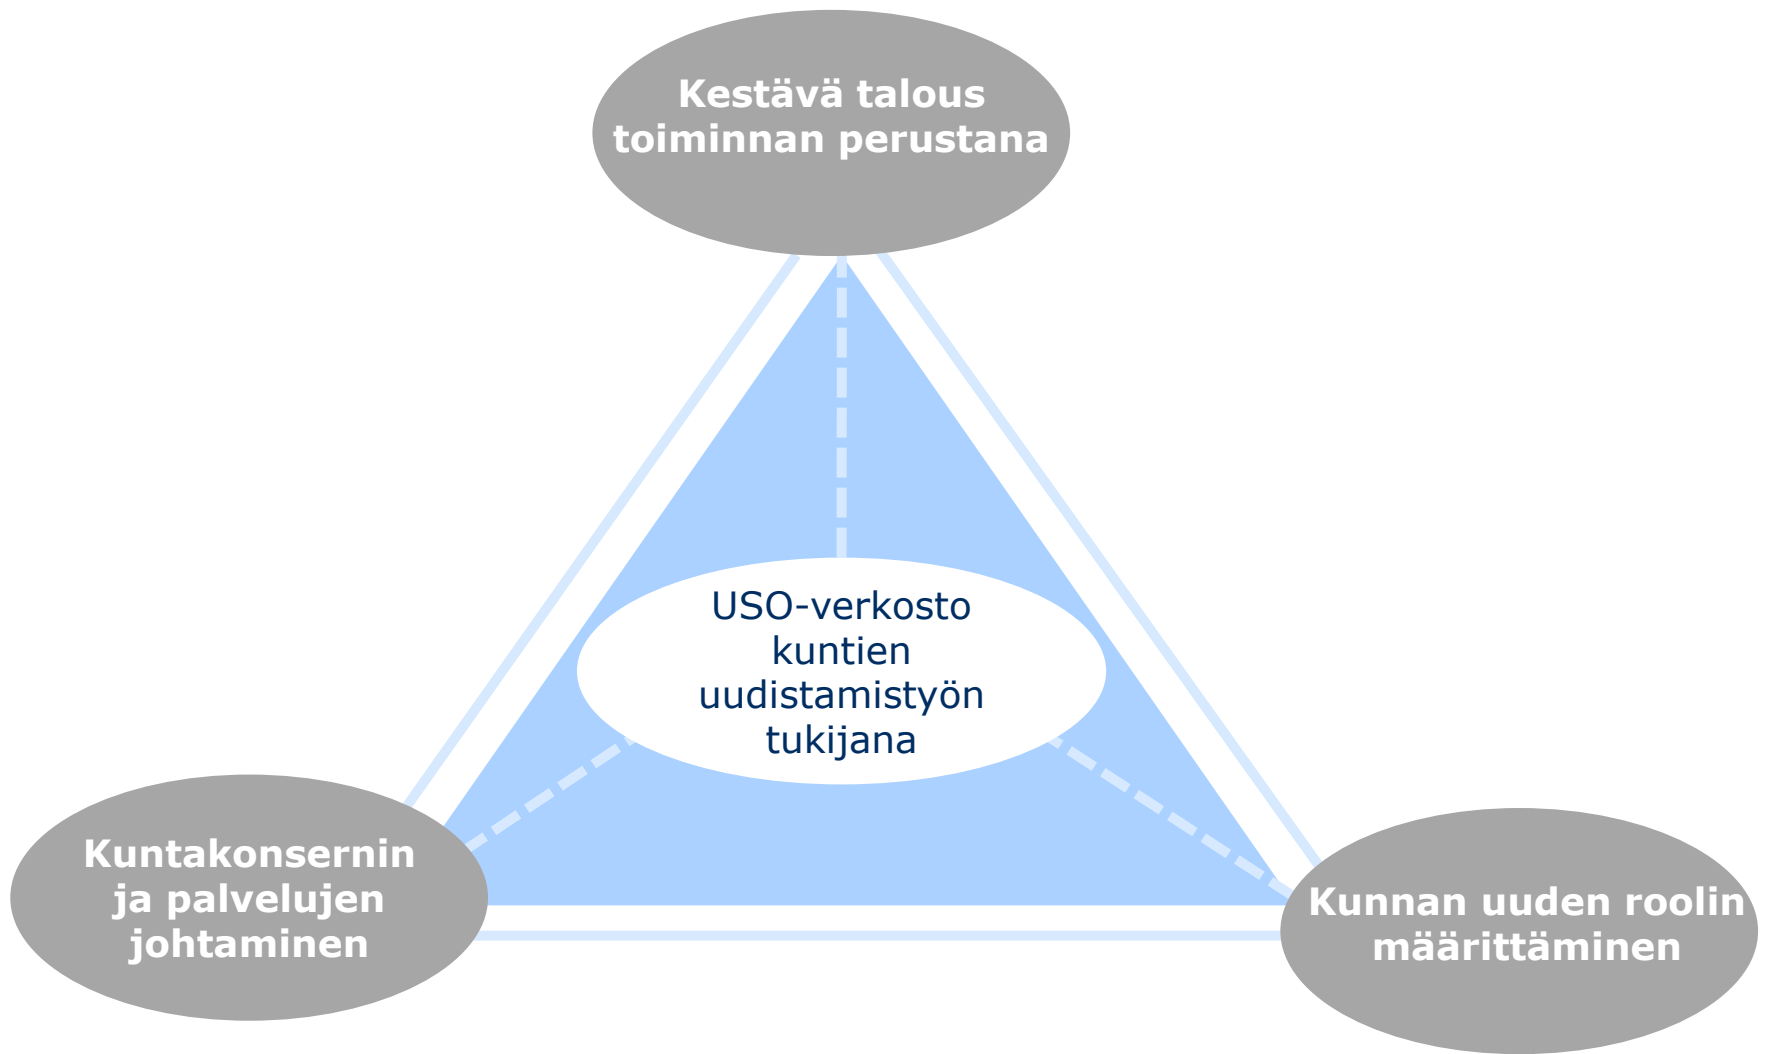 Kestävä talous
toiminnan perustana
USO-verkosto
kuntien
uudistamistyön
tukijana
Kuntakonsernin
ja palvelujen
johtaminen
Kunnan uuden roolin
määrittäminen